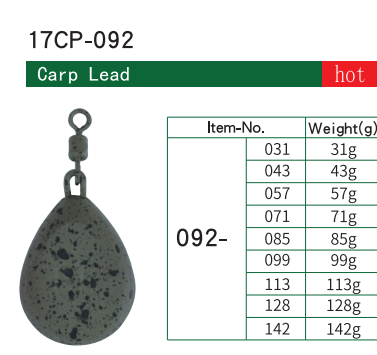 17CP-092
Carp Lead hot
Item-No. Weight(g)
031 31g
043 43g
057 57g
071 71g
092- 085 85g
099 99g
113 113g
128 128g
142 142g